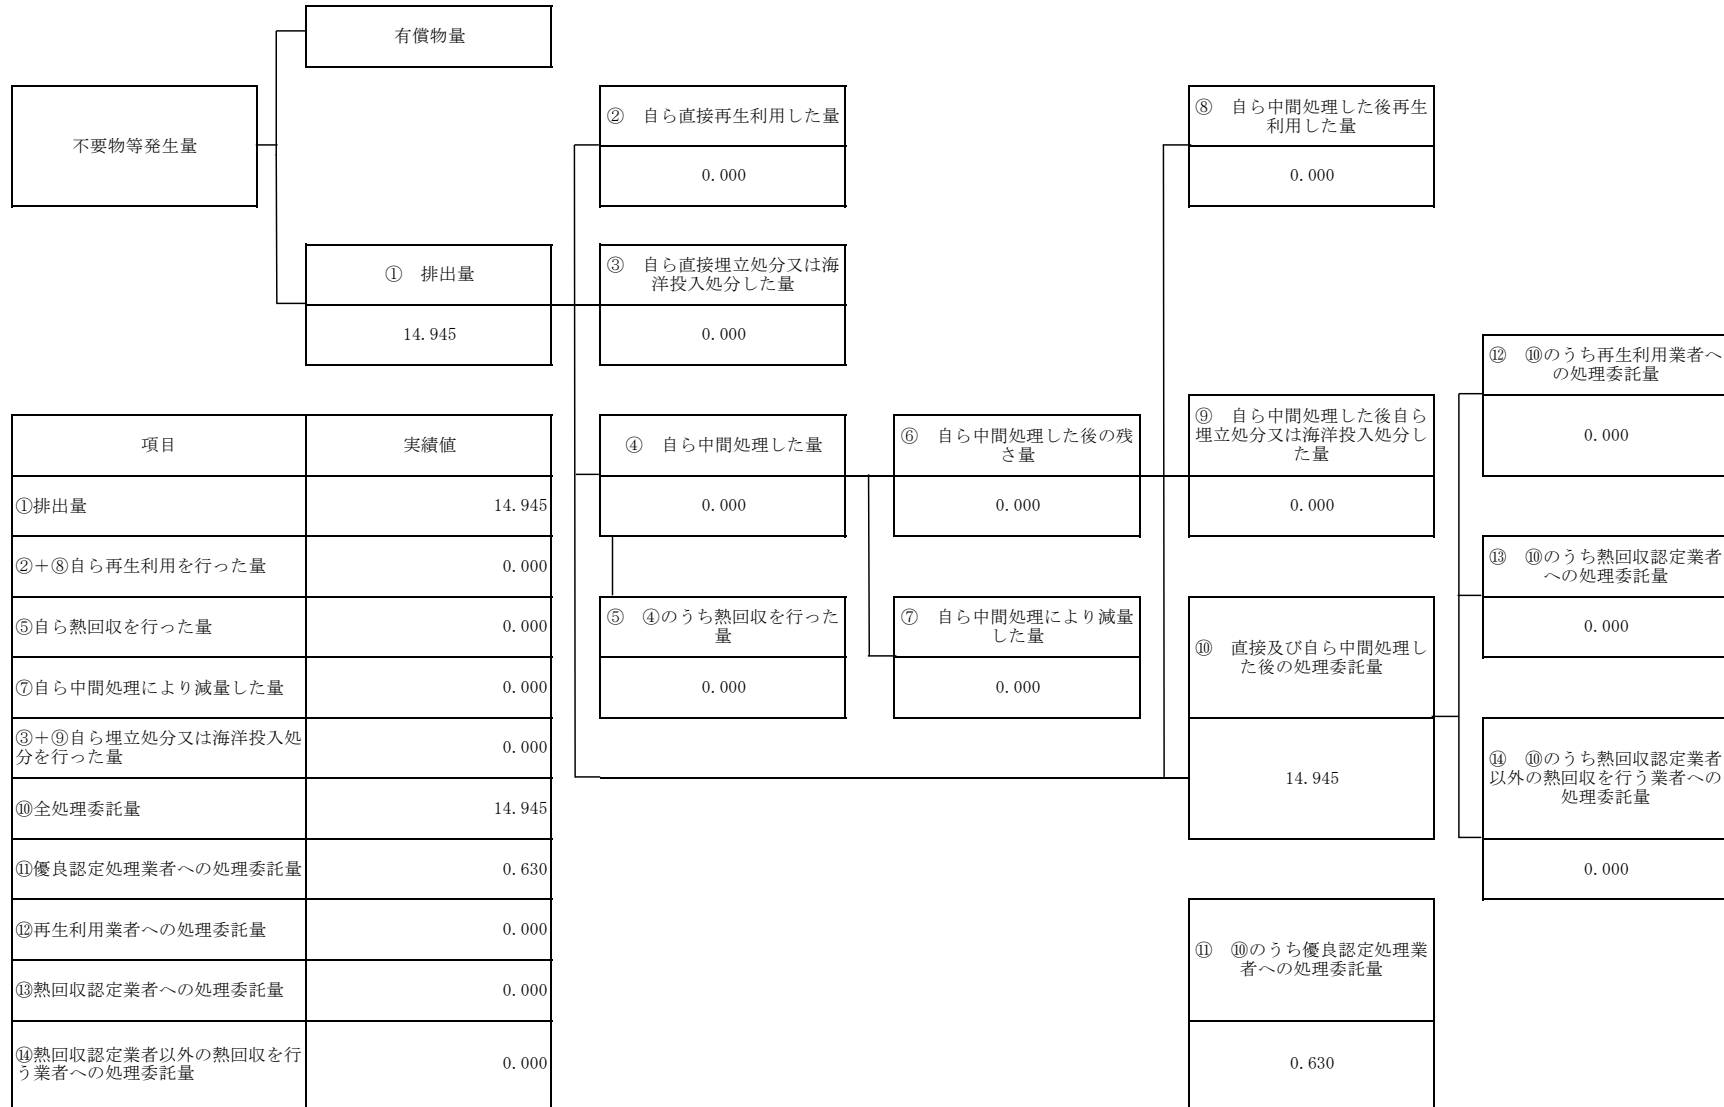 有償物量
不要物等発生量
② 自ら直接再生利用した量
0.000
⑧ 自ら中間処理した後再生
利用した量
0.000
① 排出量
14.945
③ 自ら直接埋立処分又は海
洋投入処分した量
0.000
④ 自ら中間処理した量
0.000
⑥ 自ら中間処理した後の残
さ量
0.000
⑨ 自ら中間処理した後自ら
埋立処分又は海洋投入処分し
た量
0.000
⑫ ⑩のうち再生利用業者へ
の処理委託量
0.000
⑬ ⑩のうち熱回収認定業者
への処理委託量
0.000
⑤ ④のうち熱回収を行った
量
0.000
⑦ 自ら中間処理により減量
した量
0.000
⑩ 直接及び自ら中間処理し
た後の処理委託量
14.945
⑭ ⑩のうち熱回収認定業者
以外の熱回収を行う業者への
処理委託量
0.000
⑪ ⑩のうち優良認定処理業
者への処理委託量
0.630
項目 実績値
①排出量 14.945
②＋⑧自ら再生利用を行った量 0.000
⑤自ら熱回収を行った量 0.000
⑦自ら中間処理により減量した量 0.000
③＋⑨自ら埋立処分又は海洋投入処
分を行った量 0.000
⑩全処理委託量 14.945
⑪優良認定処理業者への処理委託量 0.630
⑫再生利用業者への処理委託量 0.000
⑬熱回収認定業者への処理委託量 0.000
⑭熱回収認定業者以外の熱回収を行
う業者への処理委託量 0.000